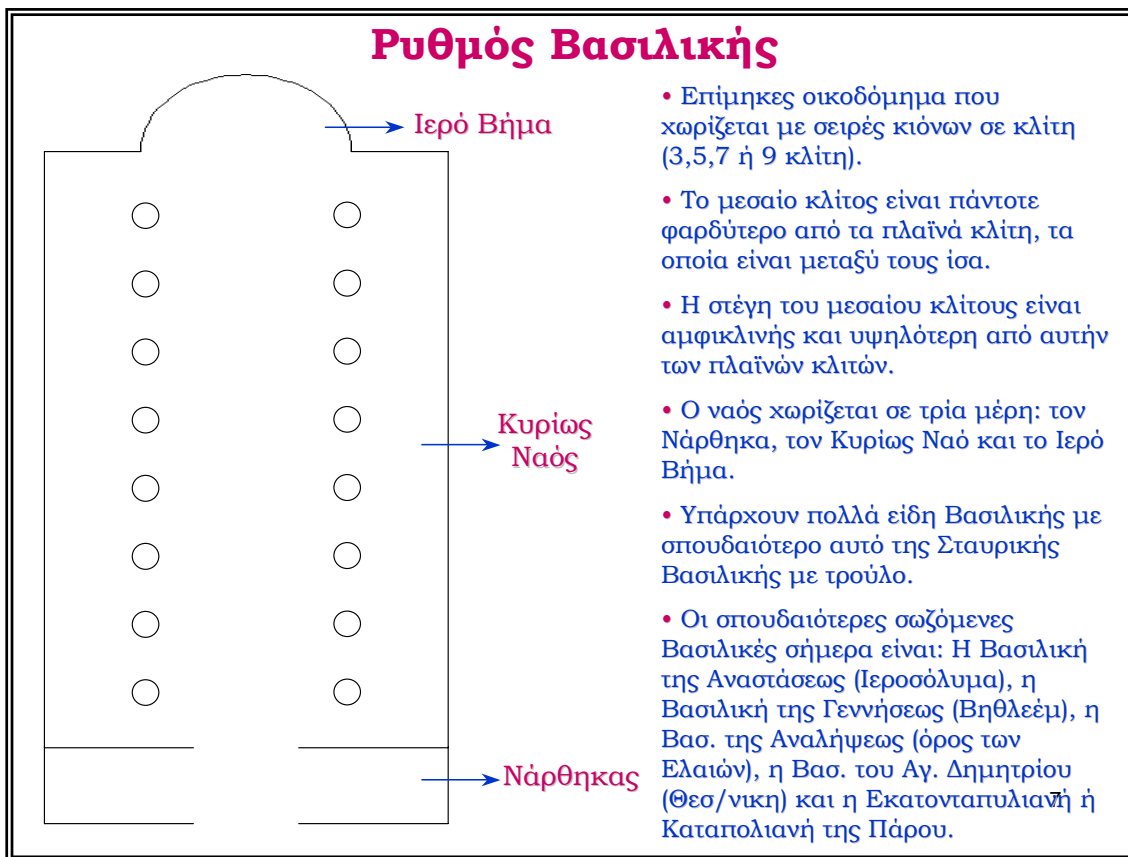 Ρυθμός Βασιλικής
Ιερό Βήμα
Κυρίως
Ναός
Νάρθηκας
• Επίμηκες οικοδόμημα που
χωρίζεται με σειρές κιόνων σε κλίτη
(3,5,7 ή 9 κλίτη).
• Το μεσαίο κλίτος είναι πάντοτε
φαρδύτερο από τα πλαϊνά κλίτη, τα
οποία είναι μεταξύ τους ίσα.
• Η στέγη του μεσαίου κλίτους είναι
αμφικλινής και υψηλότερη από αυτήν
των πλαϊνών κλιτών.
• Ο ναός χωρίζεται σε τρία μέρη: τον
Νάρθηκα, τον Κυρίως Ναό και το Ιερό
Βήμα.
• Υπάρχουν πολλά είδη Βασιλικής με
σπουδαιότερο αυτό της Σταυρικής
Βασιλικής με τρούλο.
• Οι σπουδαιότερες σωζόμενες
Βασιλικές σήμερα είναι: Η Βασιλική
της Αναστάσεως (Ιεροσόλυμα), η
Βασιλική της Γεννήσεως (Βηθλεέμ), η
Βασ. της Αναλήψεως (όρος των
Ελαιών), η Βασ. του Αγ. Δημητρίου
(Θεσ/νικη) και η Εκατονταπυλιανή ή
Καταπολιανή της Πάρου.
7